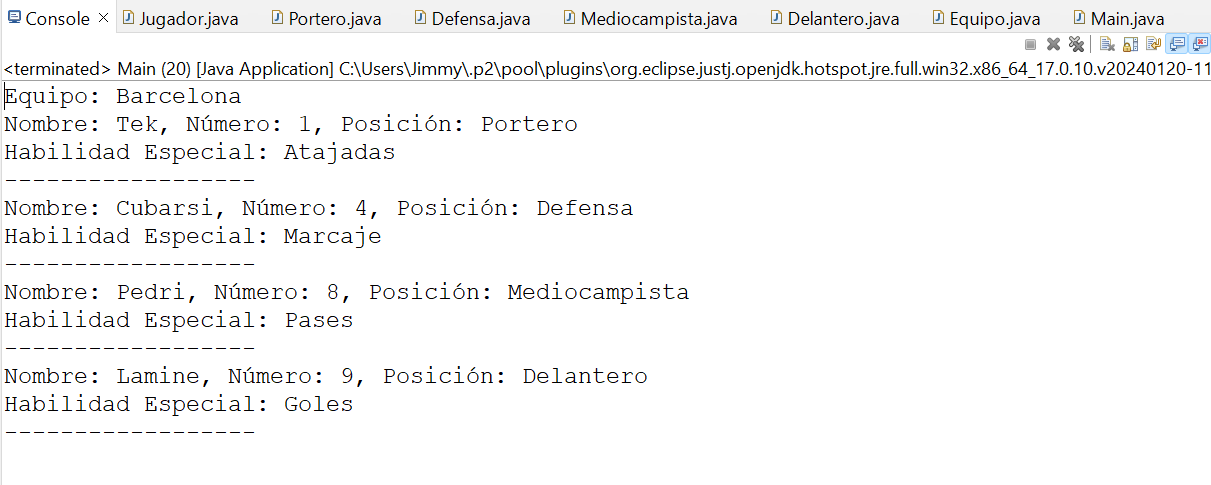 Console Jugador.java Portero.java Defensa.java Mediocampista.java Delantero.java Equipo.java Main.java
<terminated> Main (20) [Java Application] C:\Users\Jimmy\.p2\pool\plugins\org.eclipse.justj.openjdk.hotspot.jre.full.win32.x86_64_17.0.10.v20240120-11
Equipo: Barcelona
Nombre: Tek, Número: 1, Posición: Portero
Habilidad Especial: Atajadas
------------------
Nombre: Cubarsi, Número: 4, Posición: Defensa
Habilidad Especial: Marcaje
------------------
Nombre: Pedri, Número: 8, Posición: Mediocampista
Habilidad Especial: Pases
------------------
Nombre: Lamine, Número: 9, Posición: Delantero
Habilidad Especial: Goles
------------------